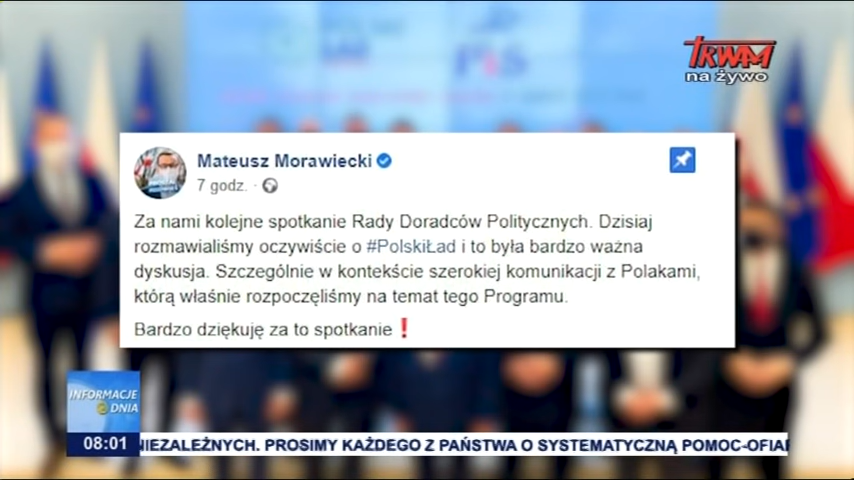 TRWAM
na żywo
Mateusz Morawiecki
7 godz.
Za nami kolejne spotkanie Rady Doradców Politycznych. Dzisiaj
rozmawialiśmy oczywiście o #PolskiŁad i to była bardzo ważna
dyskusja. Szczególnie w kontekście szerokiej komunikacji z Polakami,
którą właśnie rozpoczęliśmy na temat tego Programu.
Bardzo dziękuję za to spotkanie❗
INFORMACJE
DNIA
08:01 NIEZALEŻNYCH. PROSIMY KAŻDEGO Z PAŃSTWA O SYSTEMATYCZNĄ POMOC-OFIAR